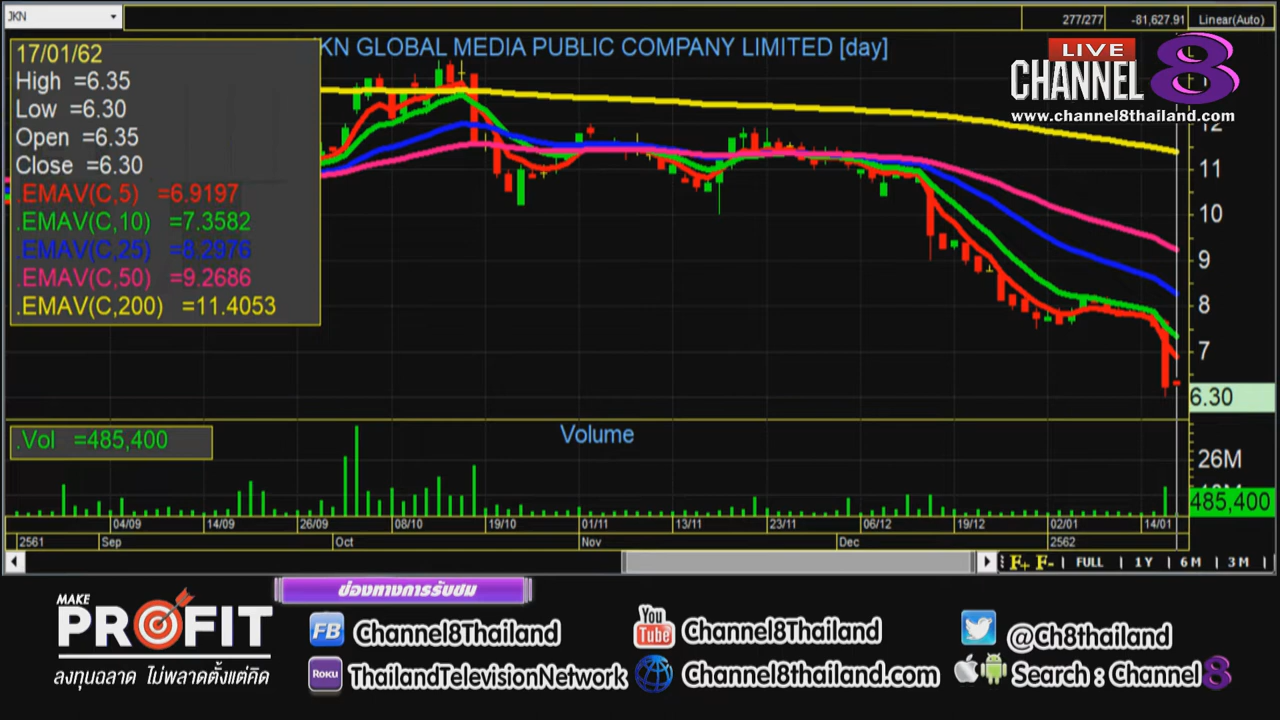 JKN
277/277
-81,627.91
Linear(Auto)
KN GLOBAL MEDIA PUBLIC COMPANY LIMITED [day]
LIVE
CHANNEL 8
www.channel8thailand.com
17/01/62
High =6.35
Low =6.30
Open =6.35
Close =6.30
.EMAV(C,5) =6.9197
.EMAV(C,10) =7.3582
.EMAV(C,25) =8.2976
.EMAV(C,50) =9.2686
.EMAV(C,200) =11.4053
12
11
10
9
8
7
6.30
.Vol =485,400
Volume
26M
485,400
04/09 14/09 26/09 08/10 19/10 01/11 13/11 23/11 06/12 19/12 02/01 14/01
2561 Sep Oct Nov Dec 2562
F+ F- | FULL | 1Y | 6M | 3M |
MAKE
PROFIT
ลงทุนฉลาด ไม่พลาดตั้งแต่คิด
ช่องทางการรับชม
FB Channel8Thailand
You Tube Channel8Thailand
@Ch8thailand
ROKU ThailandTelevisionNetwork
Channel8thailand.com
Search : Channel 8